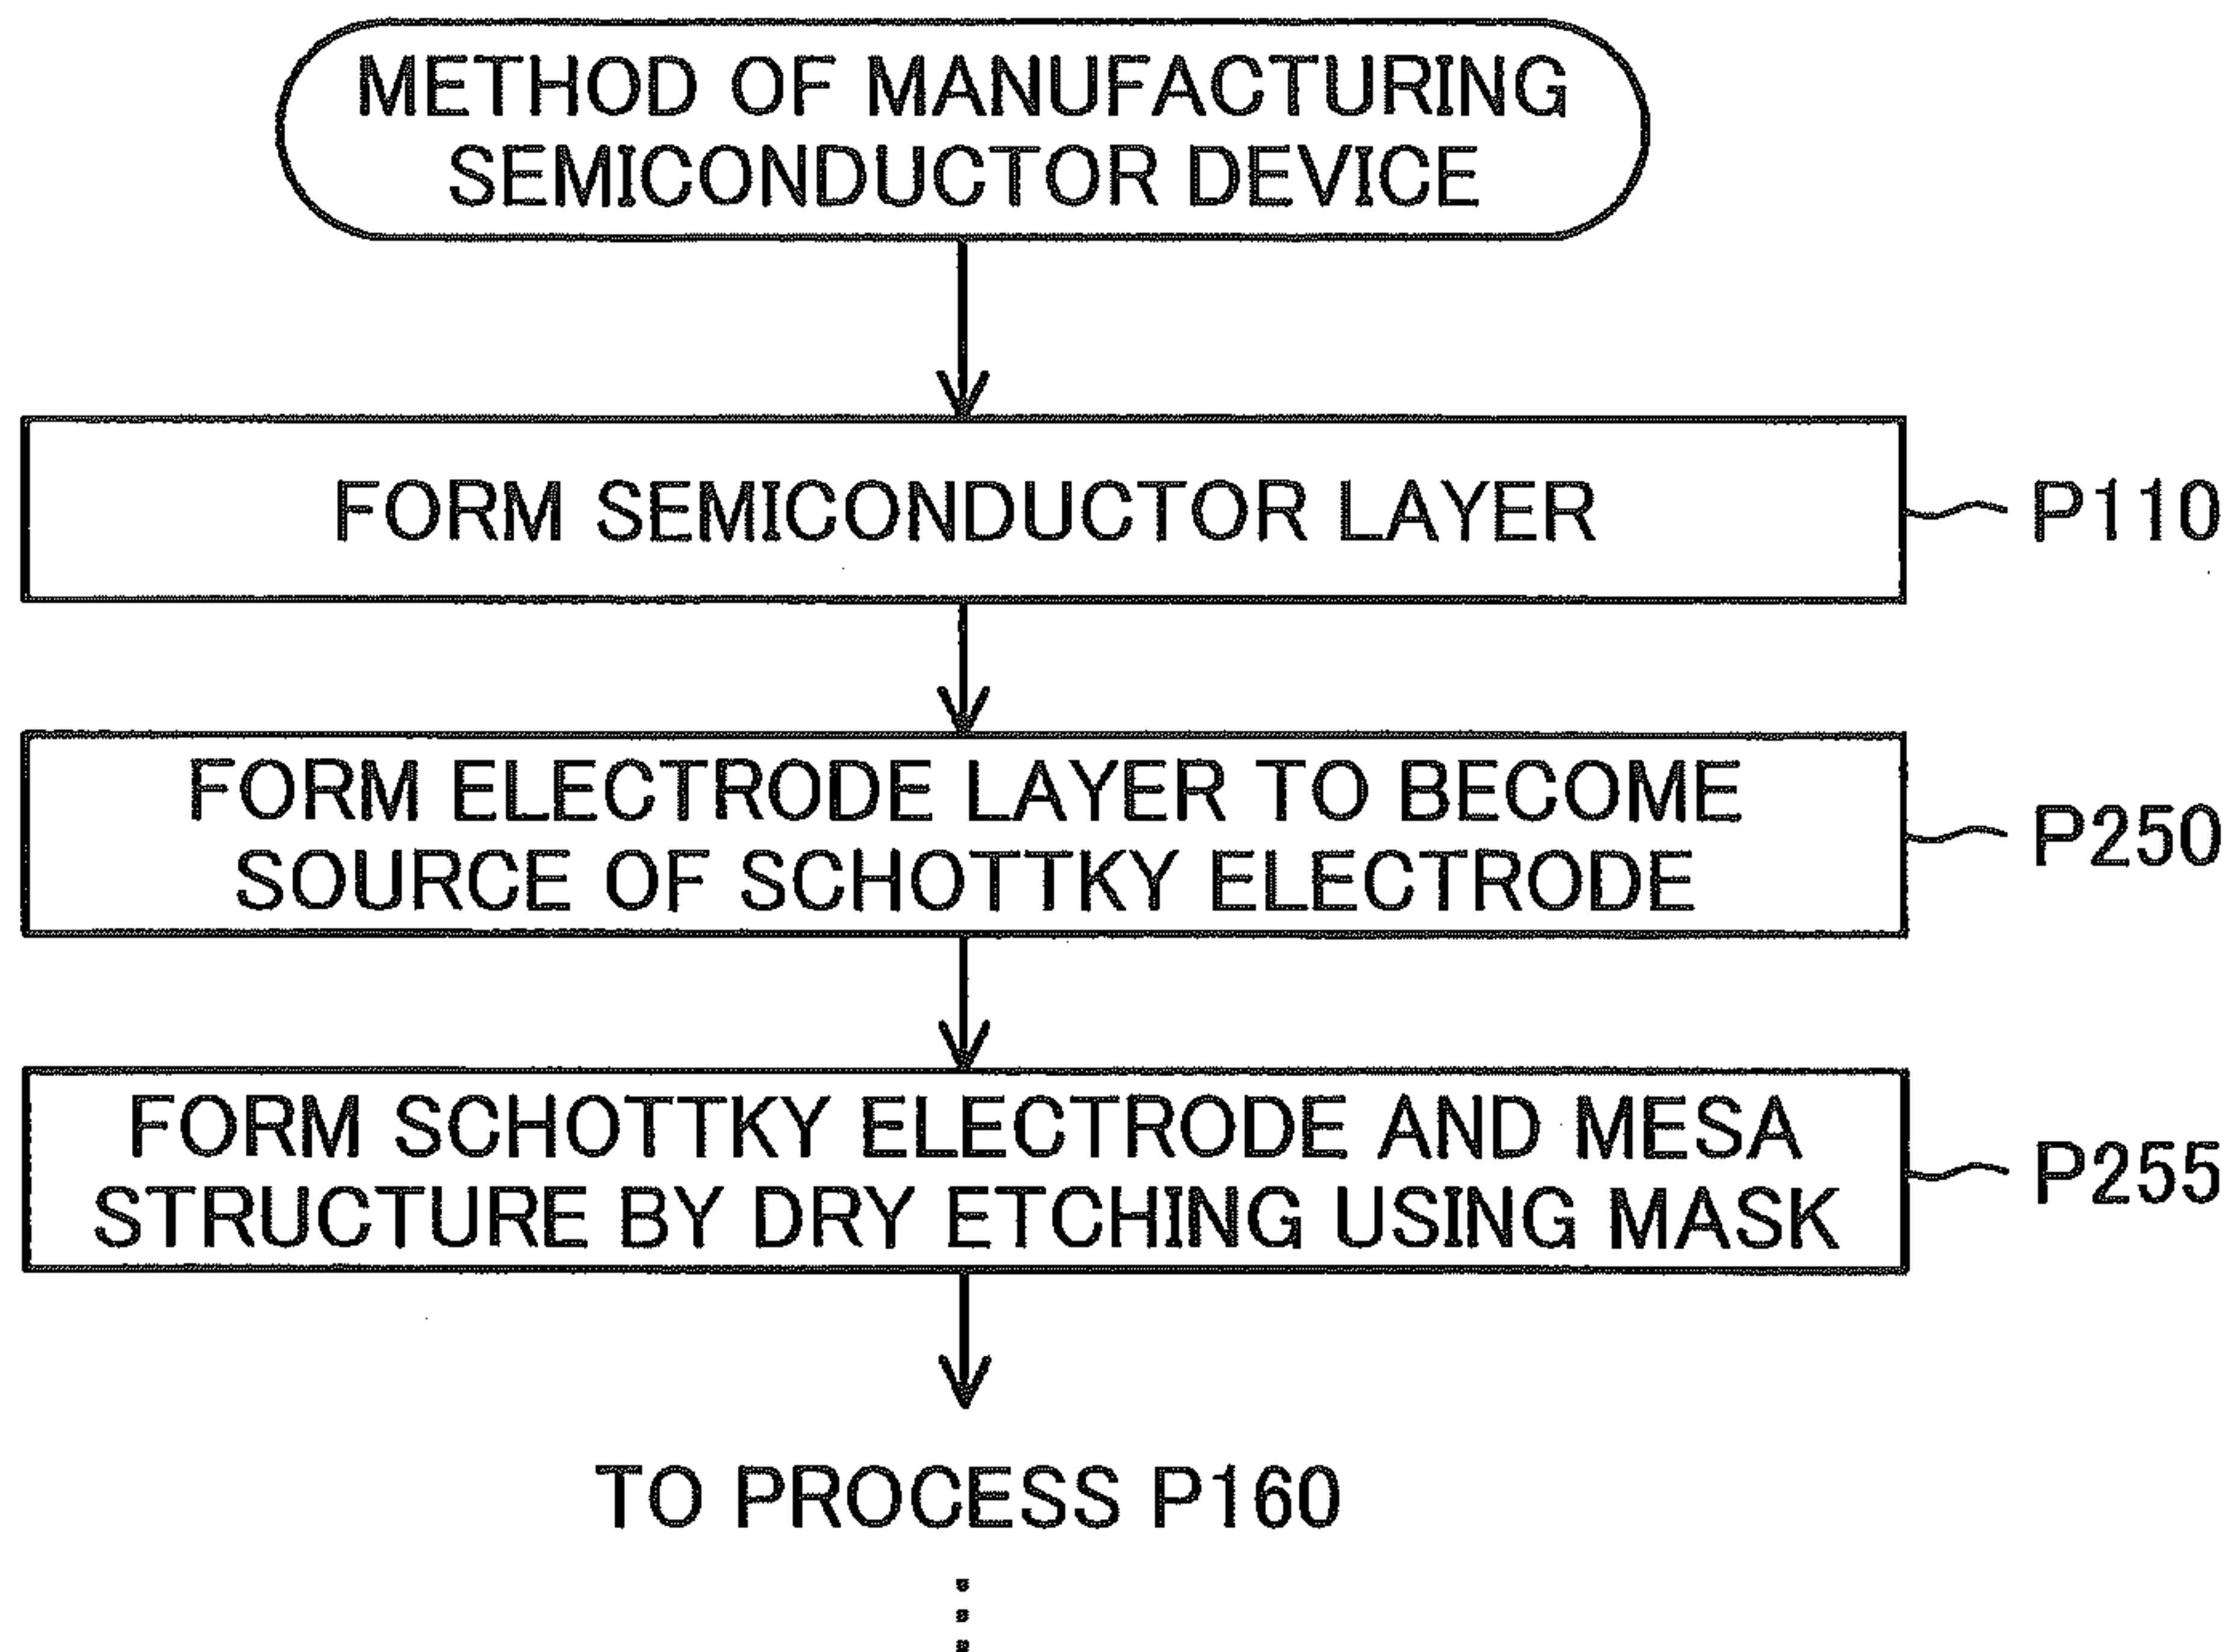 METHOD OF MANUFACTURING
SEMICONDUCTOR DEVICE
FORM SEMICONDUCTOR LAYER
P110
FORM ELECTRODE LAYER TO BECOME
SOURCE OF SCHOTTKY ELECTRODE
P250
FORM SCHOTTKY ELECTRODE AND MESA
STRUCTURE BY DRY ETCHING USING MASK
P255
TO PROCESS P160